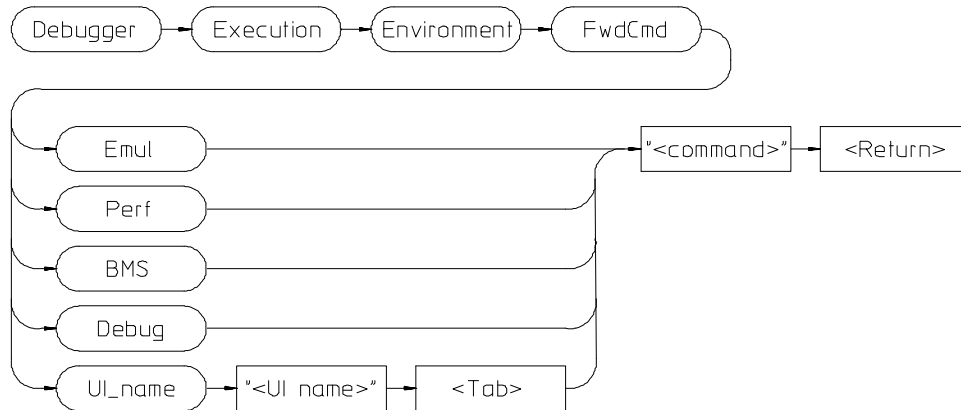 Debugger Execution Environment FwdCmd
Emul "<command>" <Return>
Perf
BMS
Debug
UI_name "<UI name>" <Tab>